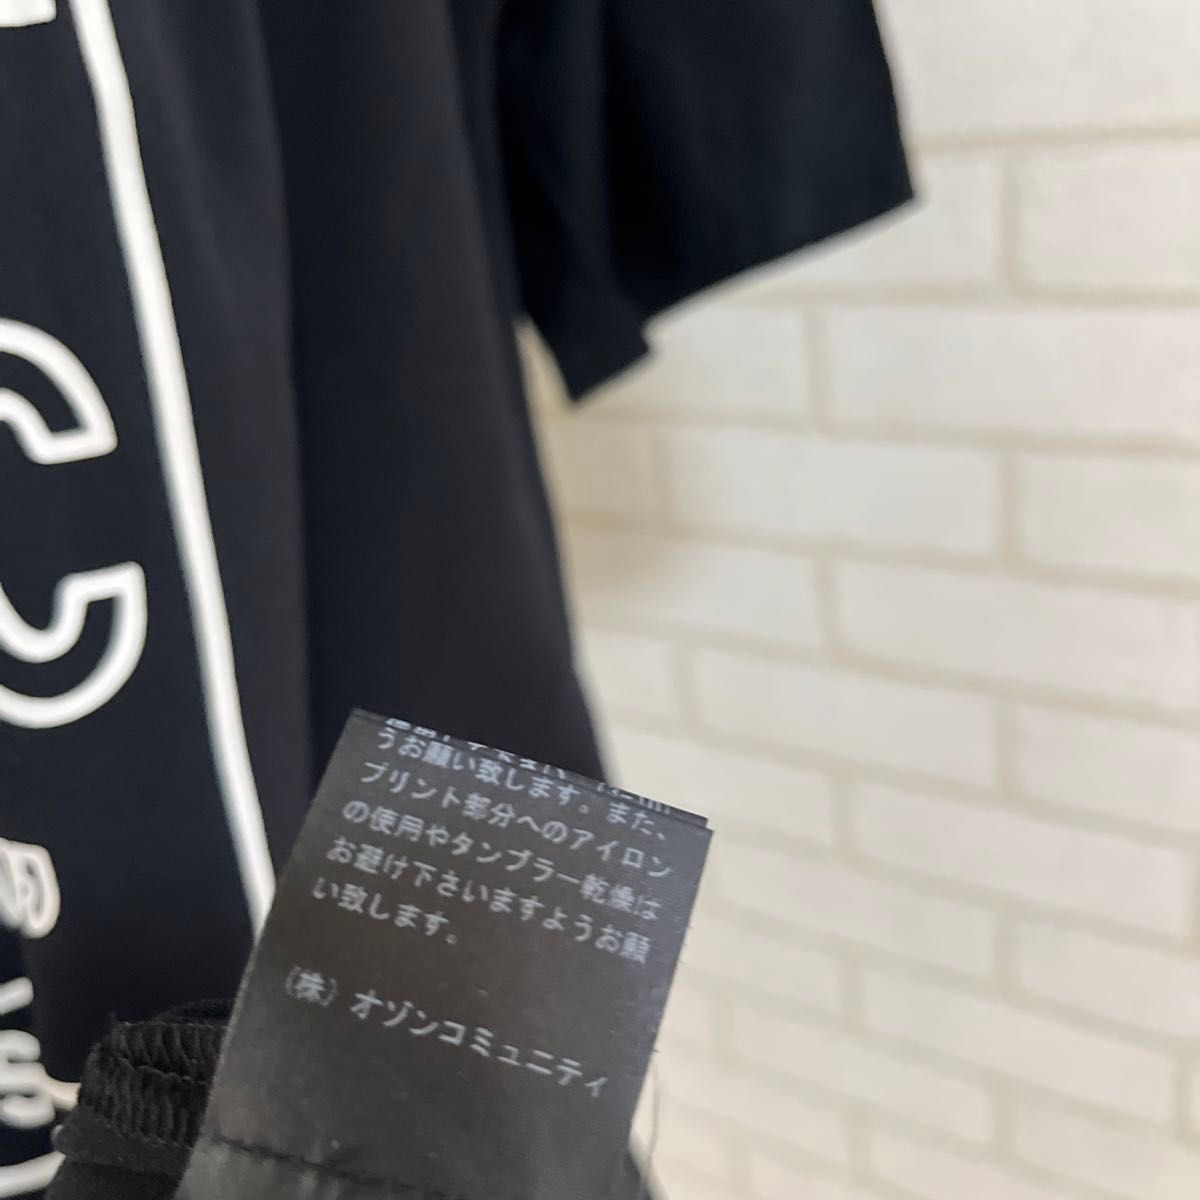 うお願い致します。また、
プリント部分へのアイロン
の使用やタンブラー乾燥は
お避け下さいますようお願
い致します。
(株) オゾンコミュニティ